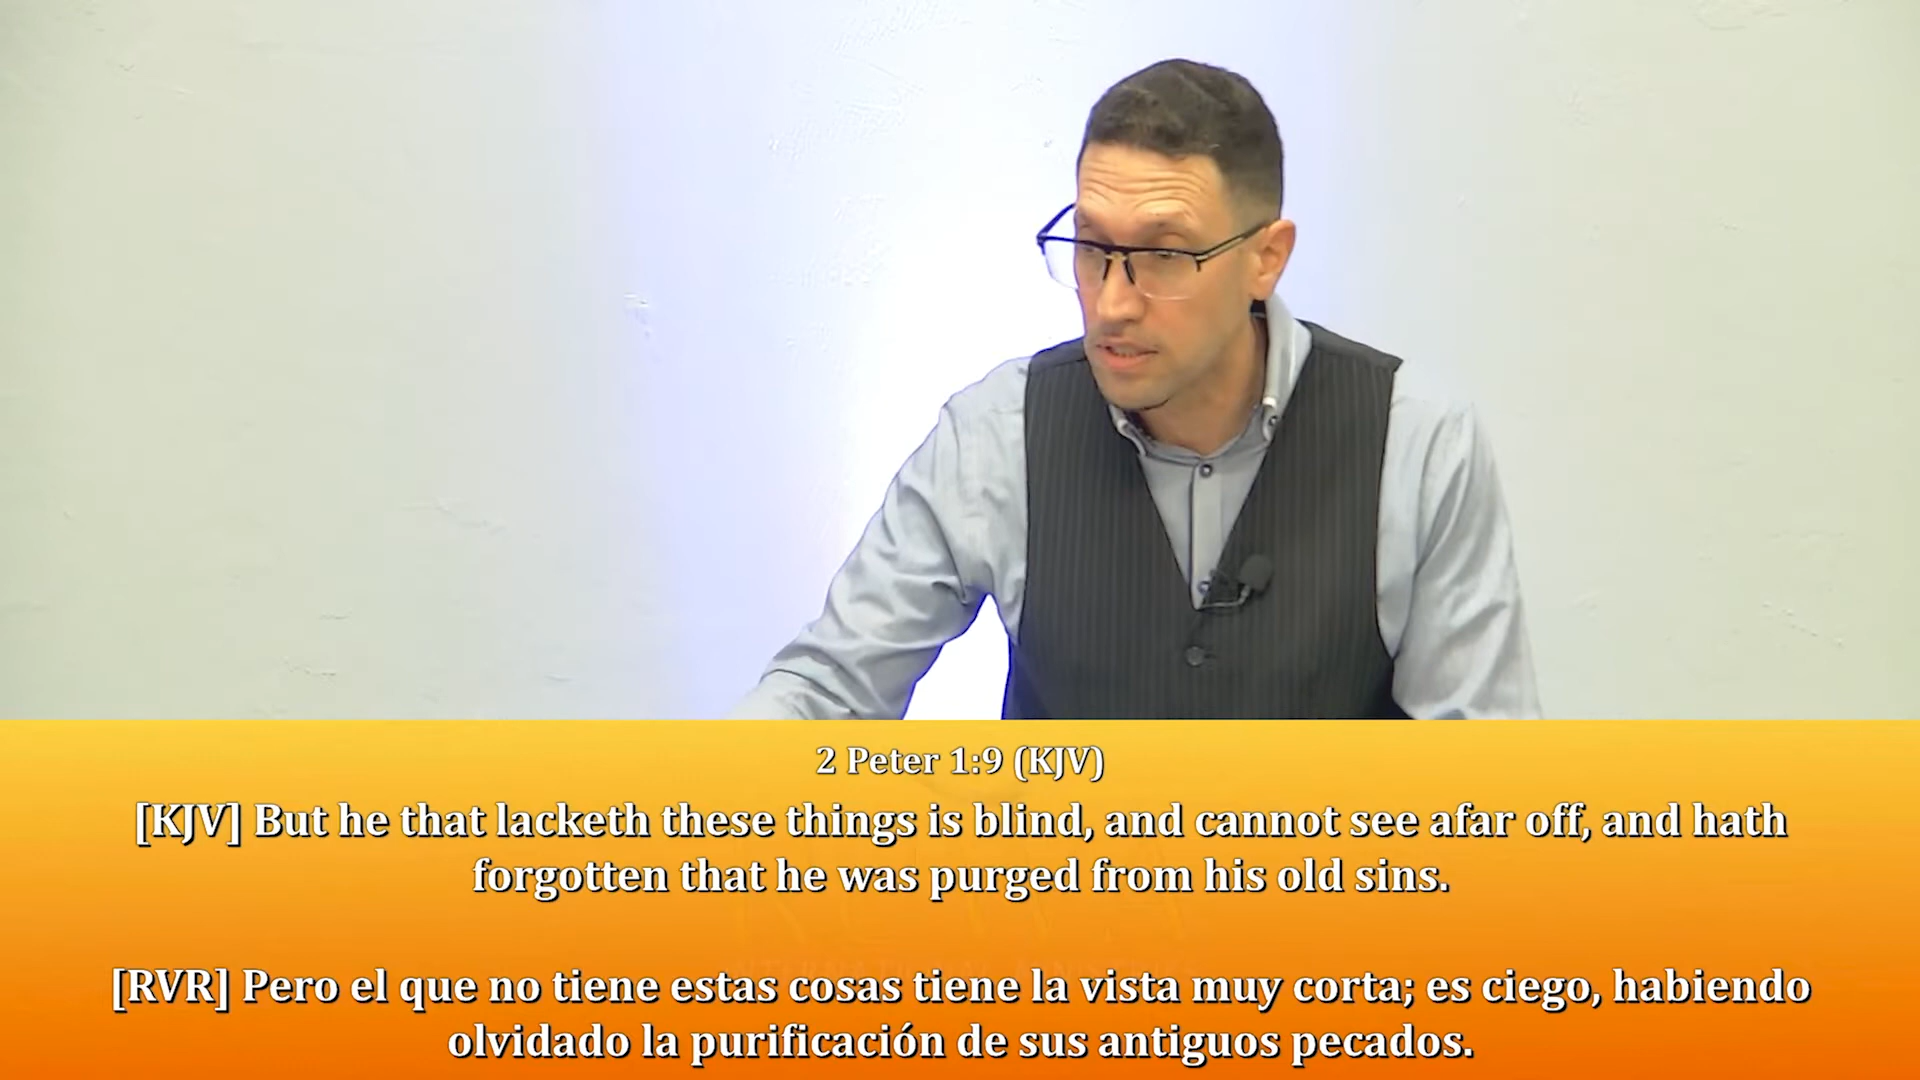 2 Peter 1:9 (KJV)
[KJV] But he that lacketh these things is blind, and cannot see afar off, and hath
forgotten that he was purged from his old sins.
[RVR] Pero el que no tiene estas cosas tiene la vista muy corta; es ciego, habiendo
olvidado la purificación de sus antiguos pecados.